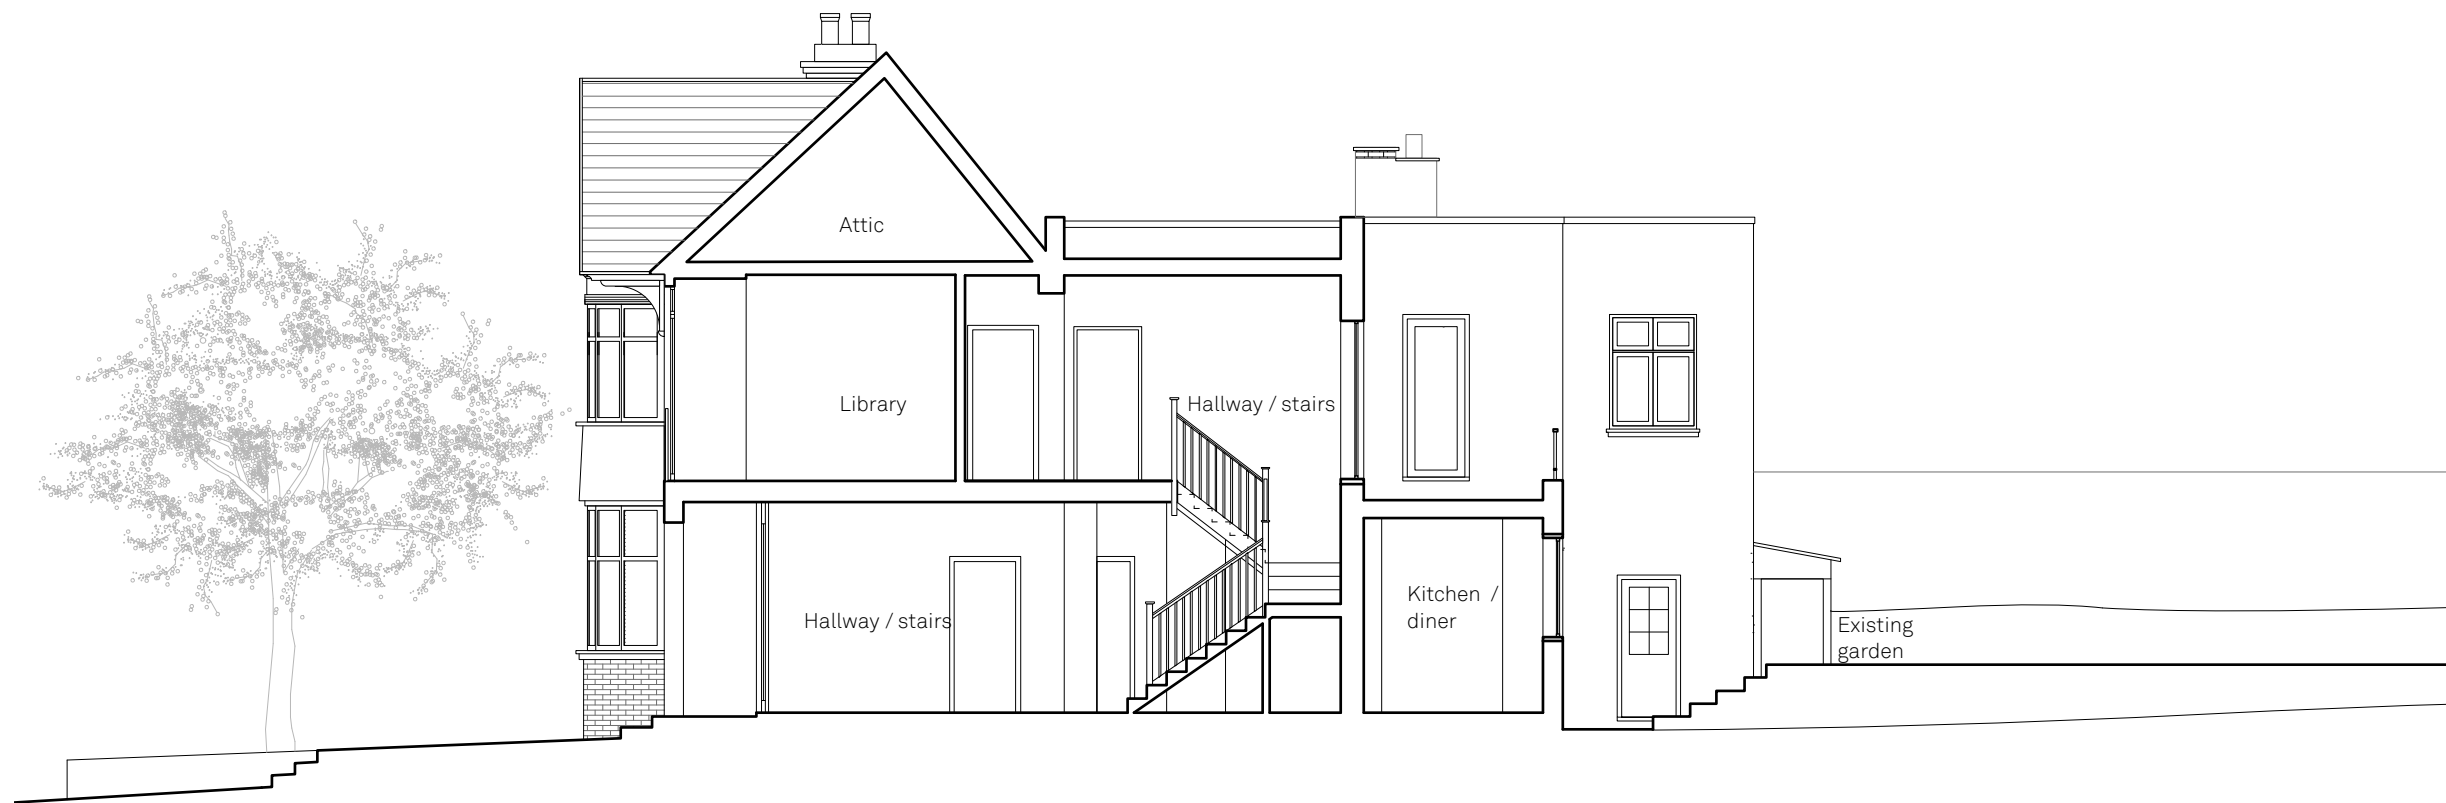 Attic
Library
Hallway / stairs
Hallway / stairs
Kitchen /
diner
Existing
garden